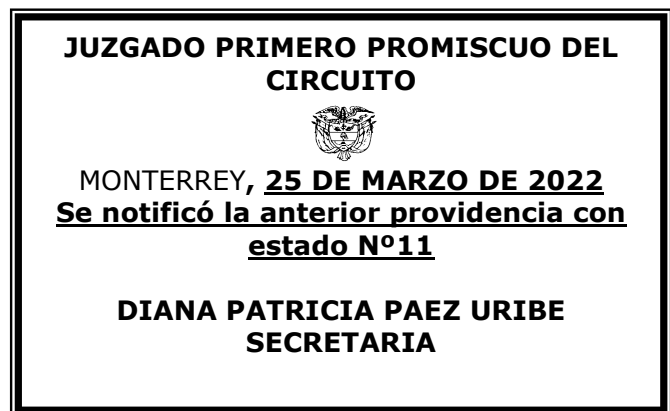 JUZGADO PRIMERO PROMISCUO DEL
CIRCUITO
MONTERREY, 25 DE MARZO DE 2022
Se notificó la anterior providencia con
estado Nº11
DIANA PATRICIA PAEZ URIBE
SECRETARIA